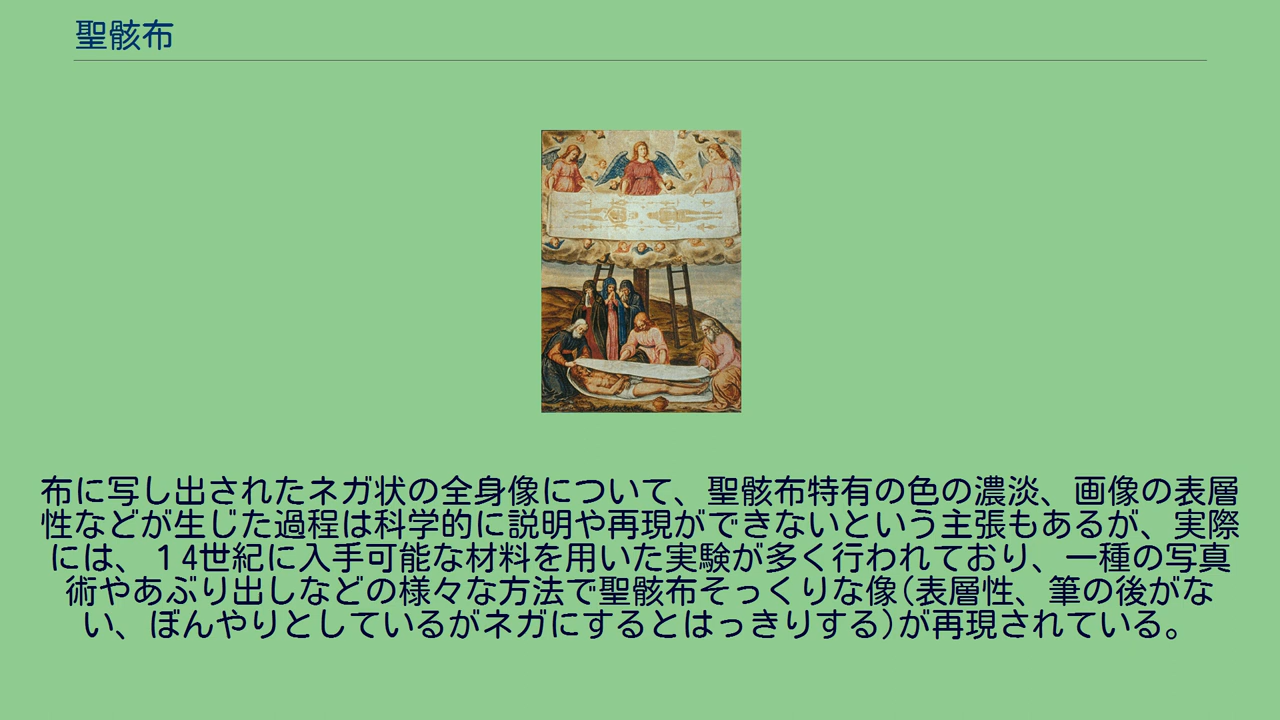 聖骸布
布に写し出されたネガ状の全身像について、聖骸布特有の色の濃淡、画像の表層
性などが生じた過程は科学的に説明や再現ができないという主張もあるが、実際
には、１4世紀に入手可能な材料を用いた実験が多く行われており、一種の写真
術やあぶり出しなどの様々な方法で聖骸布そっくりな像(表層性、筆の後がな
い、ぼんやりとしているがネガにするとはっきりする)が再現されている。